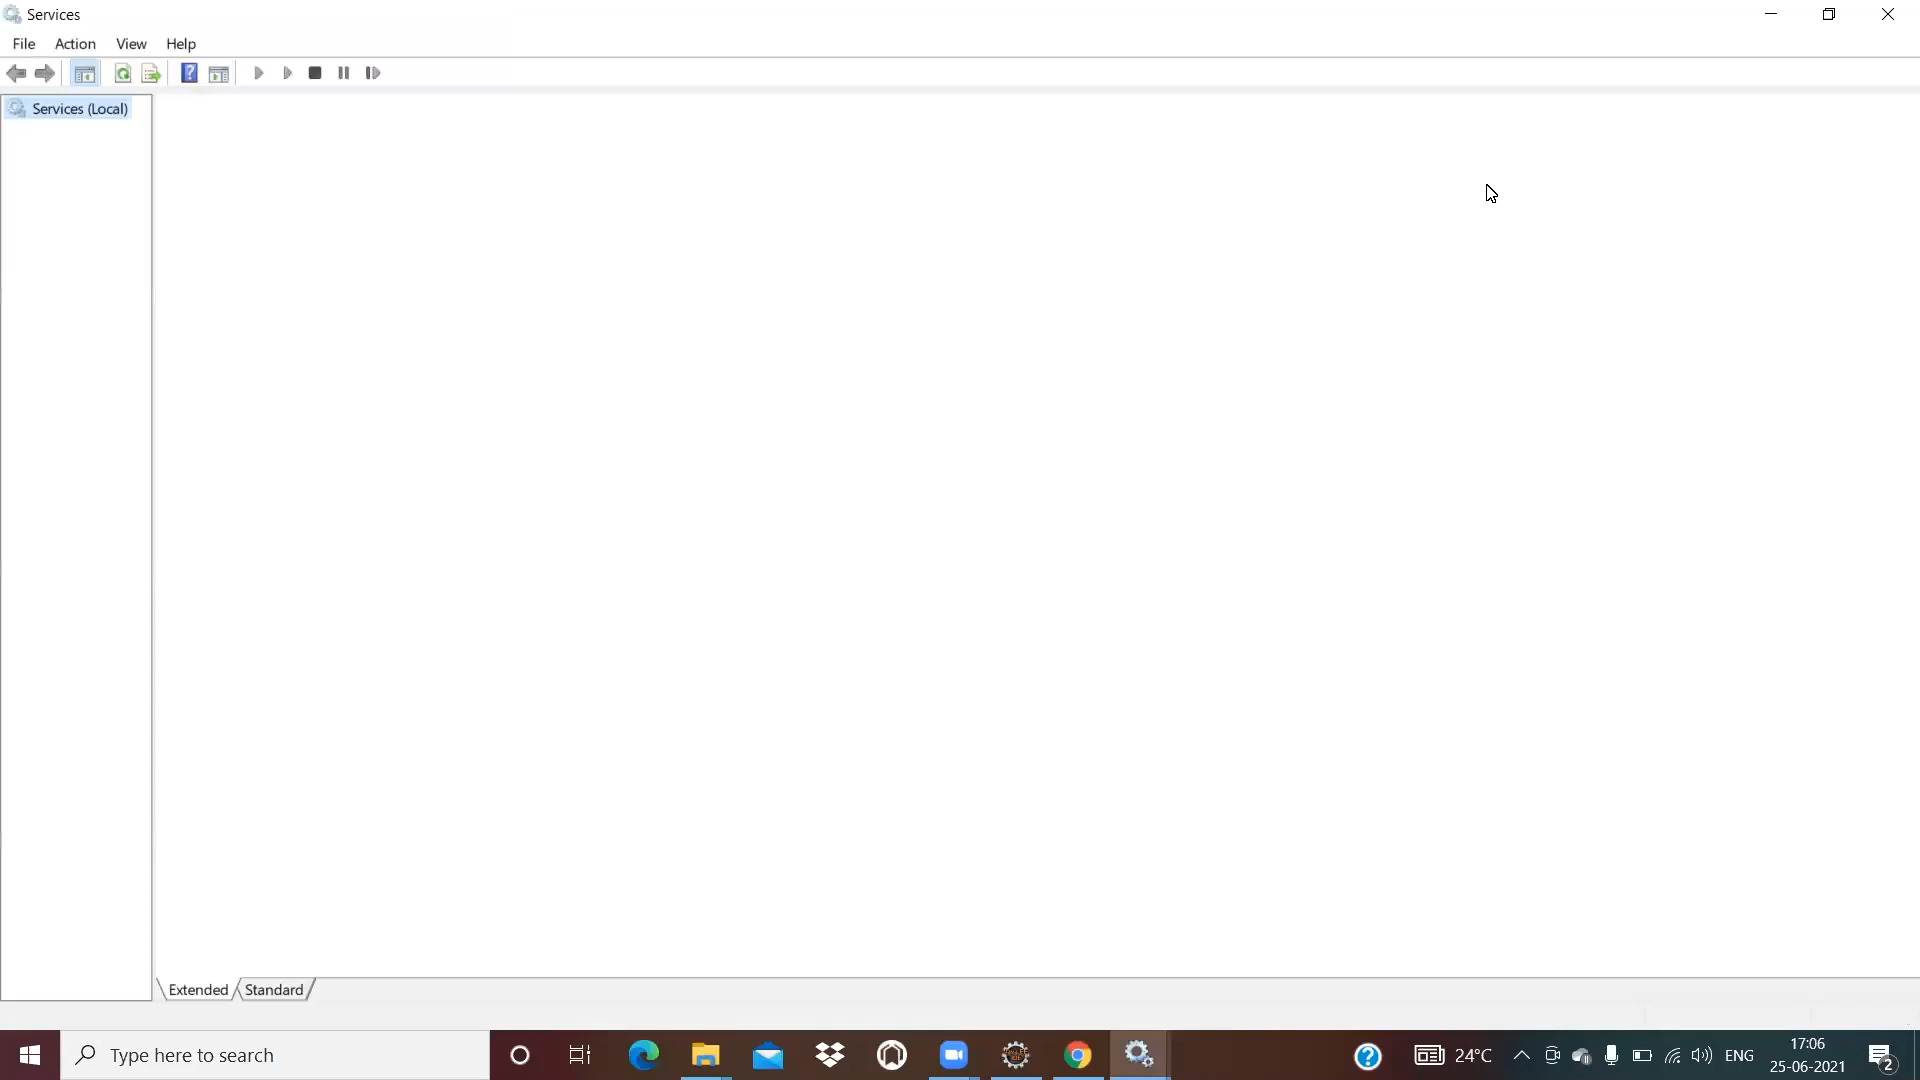 Services
File Action View Help
Services (Local)
Extended Standard
Type here to search
24°C
ENG
17:06
25-06-2021
2